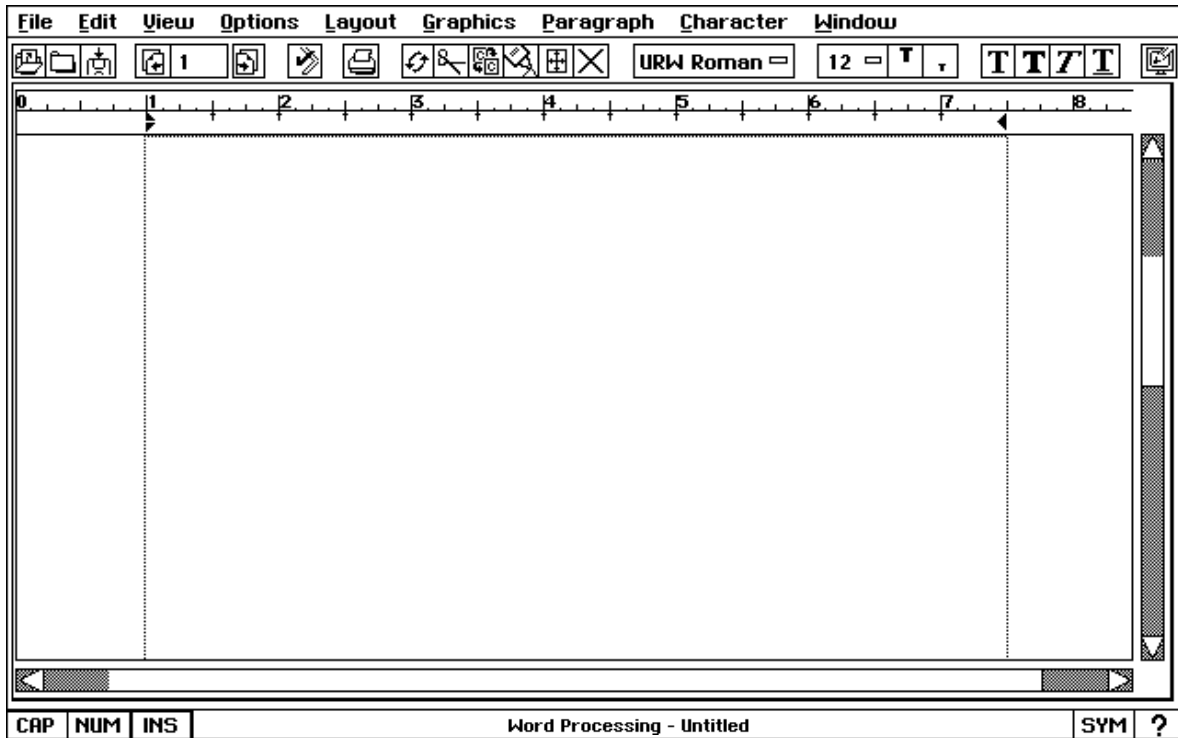 File Edit View Options Layout Graphics Paragraph Character Window
1 URW Roman 12 T T T T T T
0 1 2 3 4 5 6 7 8
CAP NUM INS Word Processing - Untitled SYM ?